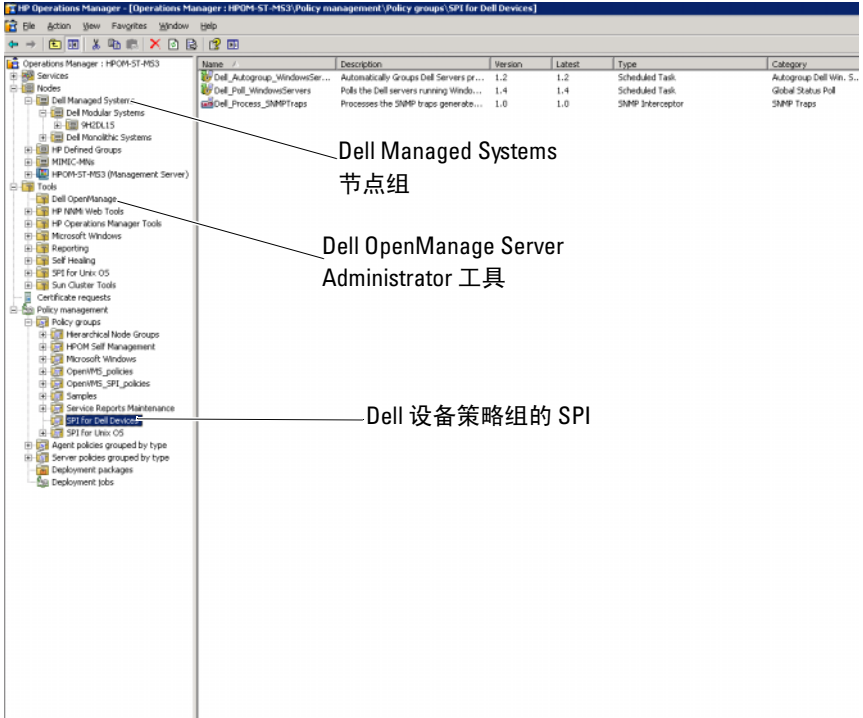 HP Operations Manager - [Operations Manager : HPOM-ST-MS3\Policy management\Policy groups\SPI for Dell Devices]
File Action View Favorites Window Help
Operations Manager : HPOM-ST-MS3
Services
Nodes
Dell Managed Systems
Dell Modular Systems
9H2DL1S
Dell Monolithic Systems
HP Defined Groups
MIMIC-MNs
HPOM-ST-MS3 (Management Server)
Tools
Dell OpenManage
HP NNMi Web Tools
HP Operations Manager Tools
Microsoft Windows
Reporting
Self Healing
SPI for Unix OS
Sun Cluster Tools
Certificate requests
Policy management
Policy groups
Hierarchical Node Groups
HPOM Self Management
Microsoft Windows
OpenVMS_policies
OpenVMS_SPI_policies
Samples
Service Reports Maintenance
SPI for Dell Devices
SPI for Unix OS
Agent policies grouped by type
Server policies grouped by type
Deployment packages
Deployment jobs
Name Description Version Latest Type Category
Dell_Autogroup_WindowsSer... Automatically Groups Dell Servers pr... 1.2 1.2 Scheduled Task Autogroup Dell Win. S...
Dell_Poll_WindowsServers Polls the Dell servers running Windo... 1.4 1.4 Scheduled Task Global Status Poll
Dell_Process_SNMPTraps Processes the SNMP traps generate... 1.0 1.0 SNMP Interceptor SNMP Traps
Dell Managed Systems
节点组
Dell OpenManage Server
Administrator 工具
Dell 设备策略组的 SPI